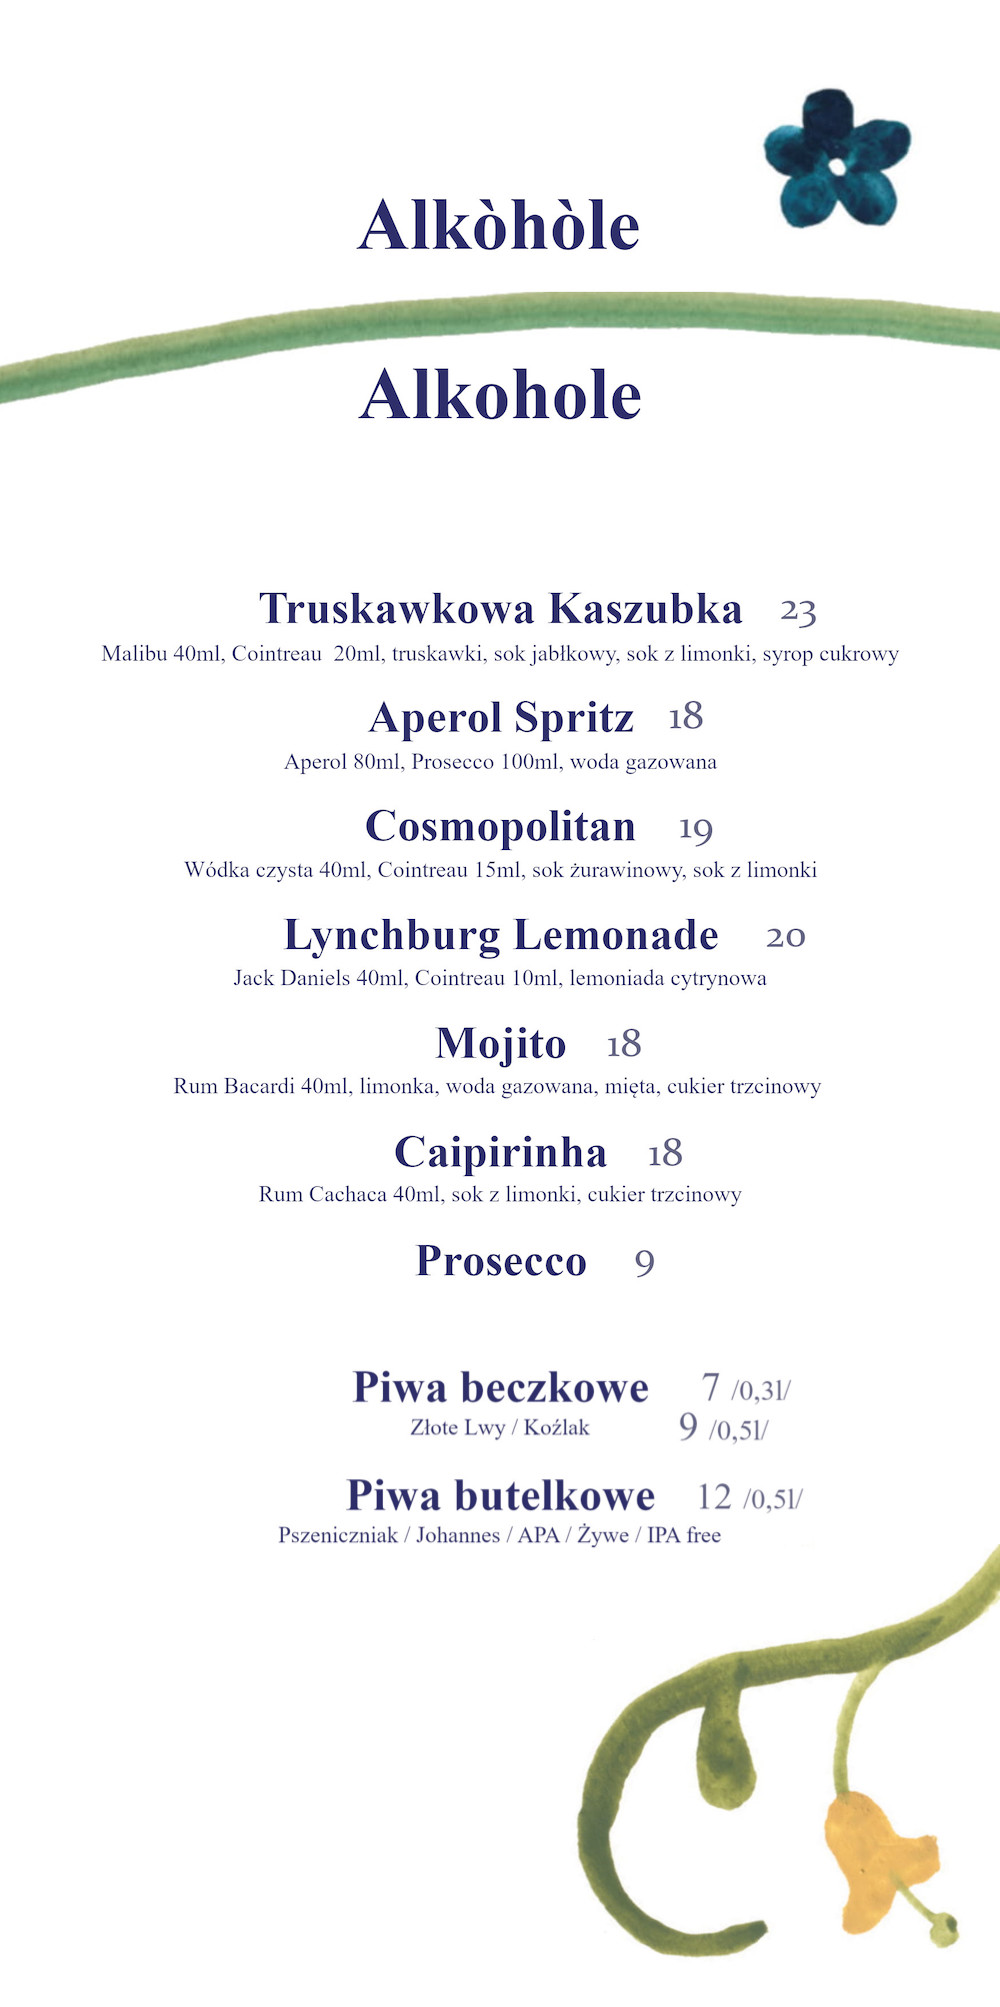 Alkòhòle
Alkohole
Truskawkowa Kaszubka 23
Malibu 40ml, Cointreau 20ml, truskawki, sok jabłkowy, sok z limonki, syrop cukrowy
Aperol Spritz 18
Aperol 80ml, Prosecco 100ml, woda gazowana
Cosmopolitan 19
Wódka czysta 40ml, Cointreau 15ml, sok żurawinowy, sok z limonki
Lynchburg Lemonade 20
Jack Daniels 40ml, Cointreau 10ml, lemoniada cytrynowa
Mojito 18
Rum Bacardi 40ml, limonka, woda gazowana, mięta, cukier trzcinowy
Caipirinha 18
Rum Cachaca 40ml, sok z limonki, cukier trzcinowy
Prosecco 9
Piwa beczkowe 7 /0,3l/
Złote Lwy / Koźlak 9 /0,5l/
Piwa butelkowe 12 /0,5l/
Pszeniczniak / Johannes / APA / Żywe / IPA free